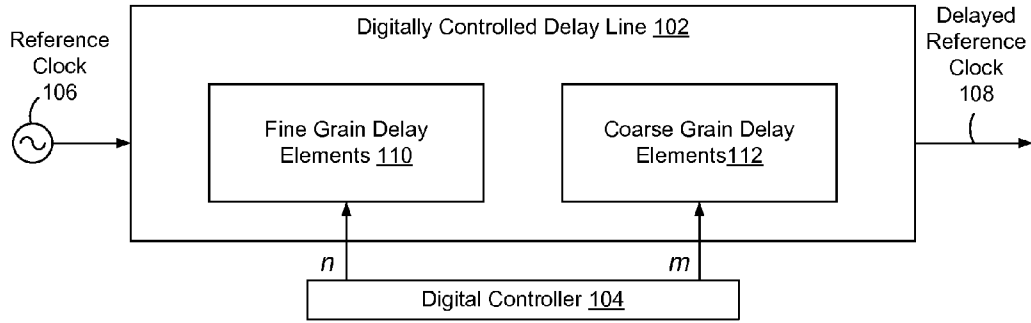 Digitally Controlled Delay Line 102
Reference
Clock
106
Delayed
Reference
Clock
108
Fine Grain Delay
Elements 110
Coarse Grain Delay
Elements112
n
m
Digital Controller 104